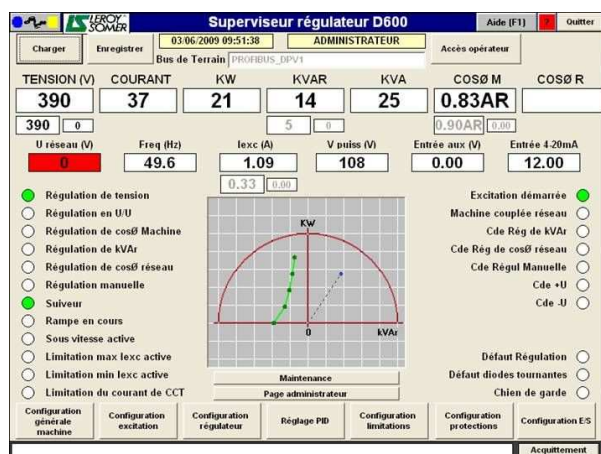 LEROY SOMER
Superviseur régulateur D600
Aide (F1)
?
Quitter
Charger
Enregistrer
03/06/2009 09:51:38
ADMINISTRATEUR
Accès opérateur
Bus de Terrain PROFIBUS_DPV1
TENSION (V) COURANT KW KVAR KVA COSØ M COSØ R
390 37 21 14 25 0.83AR
390 0 5 0 0.90AR 0.00
U réseau (V) Freq (Hz) Iexc (A) V puiss (V) Entrée aux (V) Entrée 4-20mA
0 49.6 1.09 108 0.00 12.00
0.33 0.00
Régulation de tension
Régulation en U/U
Régulation de cosØ Machine
Régulation de kVAr
Régulation de cosØ réseau
Régulation manuelle
Suiveur
Rampe en cours
Sous vitesse active
Limitation max Iexc active
Limitation min Iexc active
Limitation du courant de CCT
KW
0
kVAr
Maintenance
Page administrateur
Excitation démarrée
Machine couplée réseau
Cde Rég de kVAr
Cde Rég de cosØ réseau
Cde Régul Manuelle
Cde +U
Cde -U
Défaut Régulation
Défaut diodes tournantes
Chien de garde
Configuration générale machine
Configuration excitation
Configuration régulateur
Réglage PID
Configuration limitations
Configuration protections
Configuration E/S
Acquittement